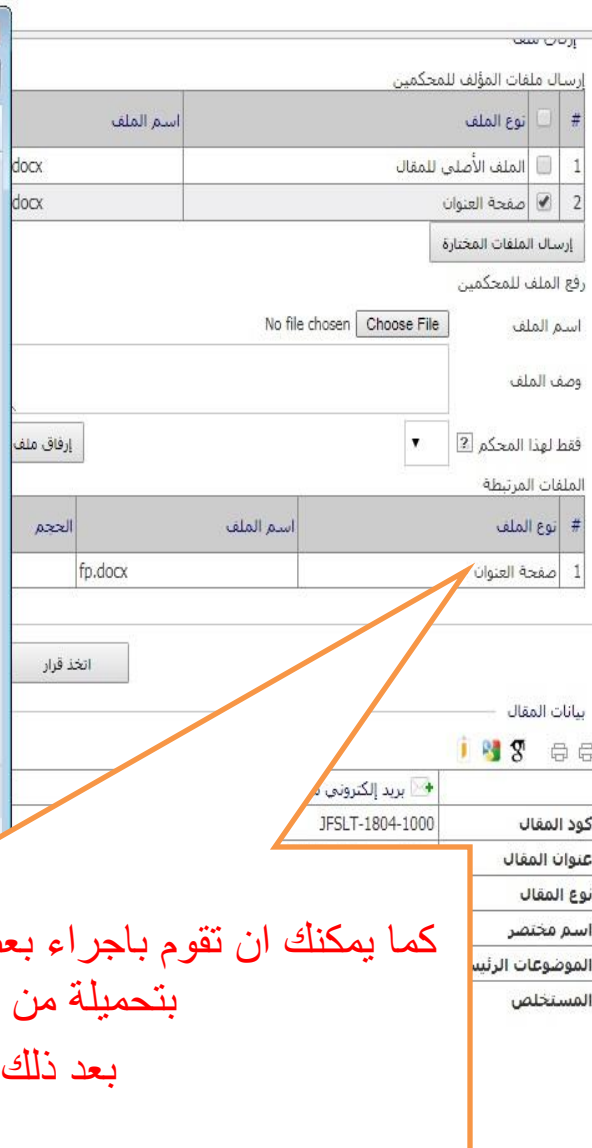 إرسال ملفات المؤلف للمحكمين
# نوع الملف اسم الملف
1 الملف الأصلي للمقال docx
2 صفحة العنوان docx
إرسال الملفات المختارة
رفع الملف للمحكمين
اسم الملف Choose File No file chosen
وصف الملف
فقط لهذا المحكم ?
إرفاق ملف
الملفات المرتبطة
# نوع الملف اسم الملف الحجم
1 صفحة العنوان fp.docx
اتخذ قرار
بيانات المقال
بريد إلكتروني
كود المقال JFSLT-1804-1000
عنوان المقال
نوع المقال
اسم مختصر
الموضوعات
المستخلص
كما يمكنك ان تقوم باجراء
بتحميلة من
بعد ذلك